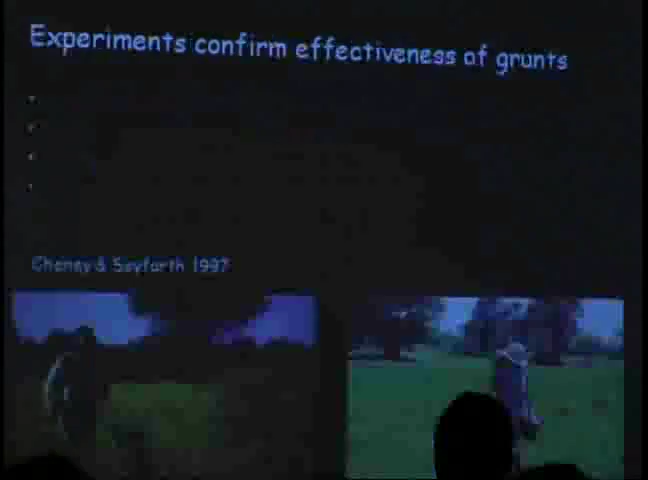 Experiments confirm effectiveness of grunts
Cheney & Seyfarth 1997